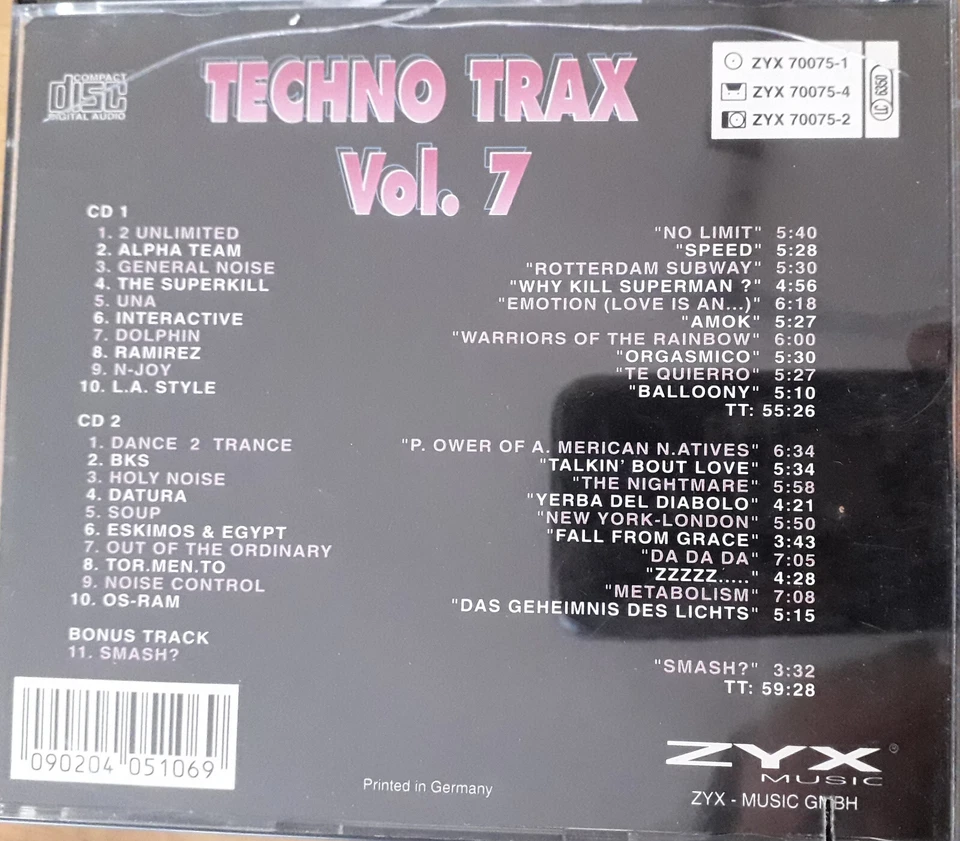 COMPACT
disc
DIGITAL AUDIO
TECHNO TRAX
Vol. 7
ZYX 70075-1
ZYX 70075-4
ZYX 70075-2
LC 6350
CD 1
1. 2 UNLIMITED "NO LIMIT" 5:40
2. ALPHA TEAM "SPEED" 5:28
3. GENERAL NOISE "ROTTERDAM SUBWAY" 5:30
4. THE SUPERKILL "WHY KILL SUPERMAN ?" 4:56
5. UNA "EMOTION (LOVE IS AN...)" 6:18
6. INTERACTIVE "AMOK" 5:27
7. DOLPHIN "WARRIORS OF THE RAINBOW" 6:00
8. RAMIREZ "ORGASMICO" 5:30
9. N-JOY "TE QUIERRO" 5:27
10. L.A. STYLE "BALLOONY" 5:10
TT: 55:26
CD 2
1. DANCE 2 TRANCE "P. OWER OF A. MERICAN N.ATIVES" 6:34
2. BKS "TALKIN' BOUT LOVE" 5:34
3. HOLY NOISE "THE NIGHTMARE" 5:58
4. DATURA "YERBA DEL DIABOLO" 4:21
5. SOUP "NEW YORK-LONDON" 5:50
6. ESKIMOS & EGYPT "FALL FROM GRACE" 3:43
7. OUT OF THE ORDINARY "DA DA DA" 7:05
8. TOR.MEN.TO "ZZZZZ....." 4:28
9. NOISE CONTROL "METABOLISM" 7:08
10. OS-RAM "DAS GEHEIMNIS DES LICHTS" 5:15
BONUS TRACK
11. SMASH? "SMASH?" 3:32
TT: 59:28
090204 051069
Printed in Germany
ZYX
MUSIC
ZYX - MUSIC GMBH